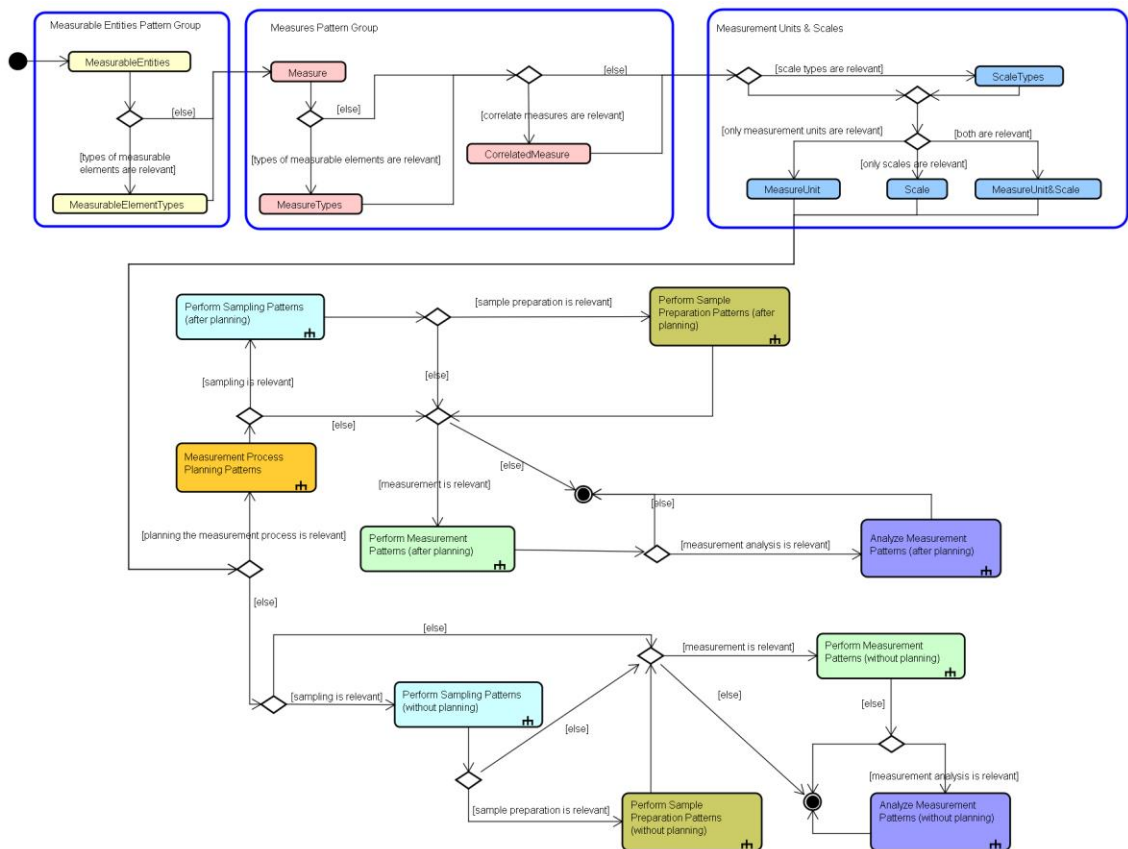 Measurable Entities Pattern Group
Measures Pattern Group
Measurement Units & Scales
MeasurableEntities
[else]
[types of measurable
elements are relevant]
MeasurableElementTypes
Measure
[else]
[types of measurable elements are relevant]
MeasureTypes
[else]
[correlate measures are relevant]
CorrelatedMeasure
[scale types are relevant]
ScaleTypes
[only measurement units are relevant]
[both are relevant]
[only scales are relevant]
MeasureUnit
Scale
MeasureUnit&Scale
Perform Sampling Patterns
(after planning)
[sample preparation is relevant]
Perform Sample
Preparation Patterns (after
planning)
[else]
[sampling is relevant]
[else]
Measurement Process
Planning Patterns
[else]
[measurement is relevant]
[planning the measurement process is relevant]
Perform Measurement
Patterns (after planning)
[else]
[measurement analysis is relevant]
Analyze Measurement
Patterns (after planning)
[else]
[else]
[sampling is relevant]
Perform Sampling Patterns
(without planning)
[measurement is relevant]
Perform Measurement
Patterns (without planning)
[else]
[else]
[else]
[sample preparation is relevant]
Perform Sample
Preparation Patterns
(without planning)
[measurement analysis is relevant]
Analyze Measurement
Patterns (without planning)